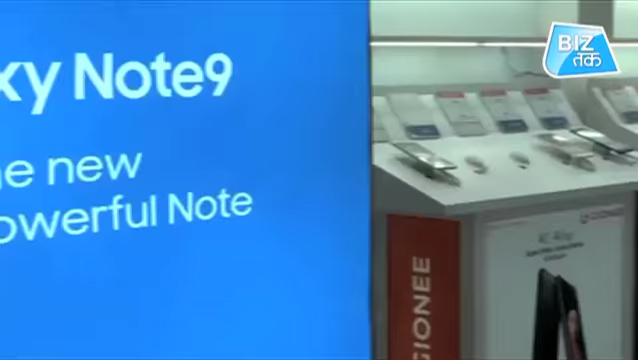 xy Note9
e new
owerful Note
BIZ
तक
GIONEE